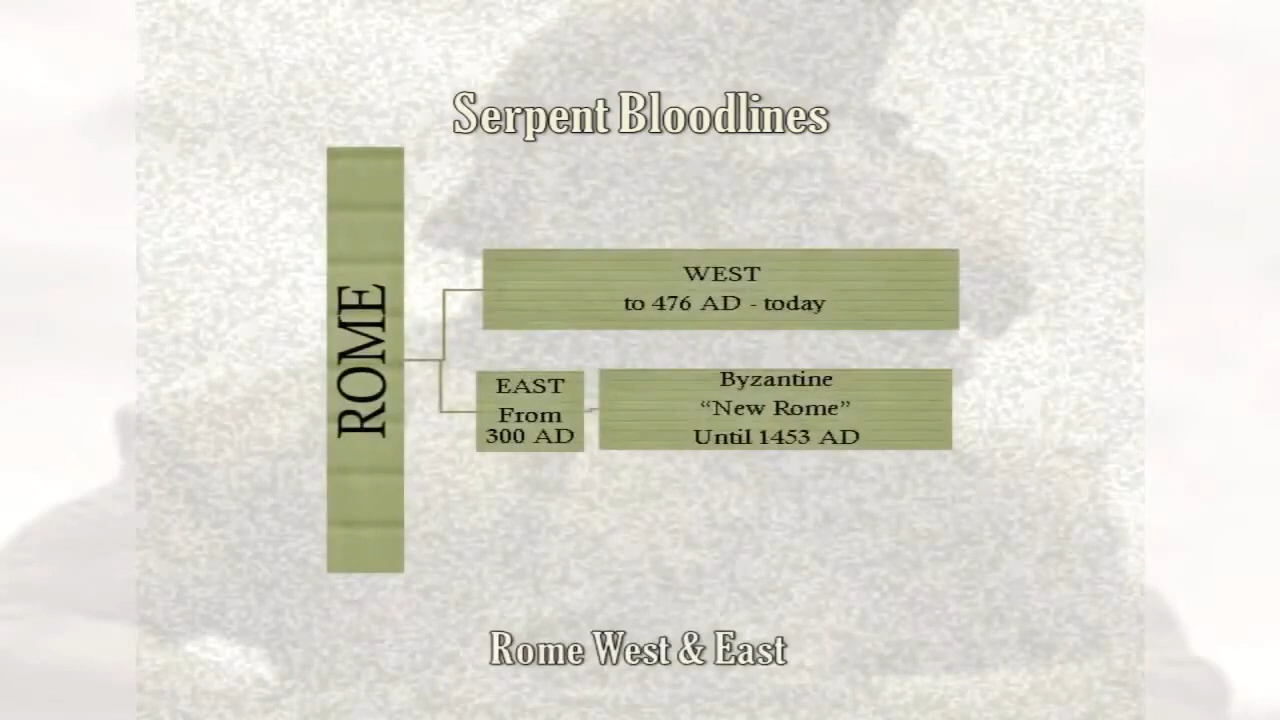 Serpent Bloodlines
ROME
WEST
to 476 AD - today
EAST
From
300 AD
Byzantine
“New Rome”
Until 1453 AD
Rome West & East